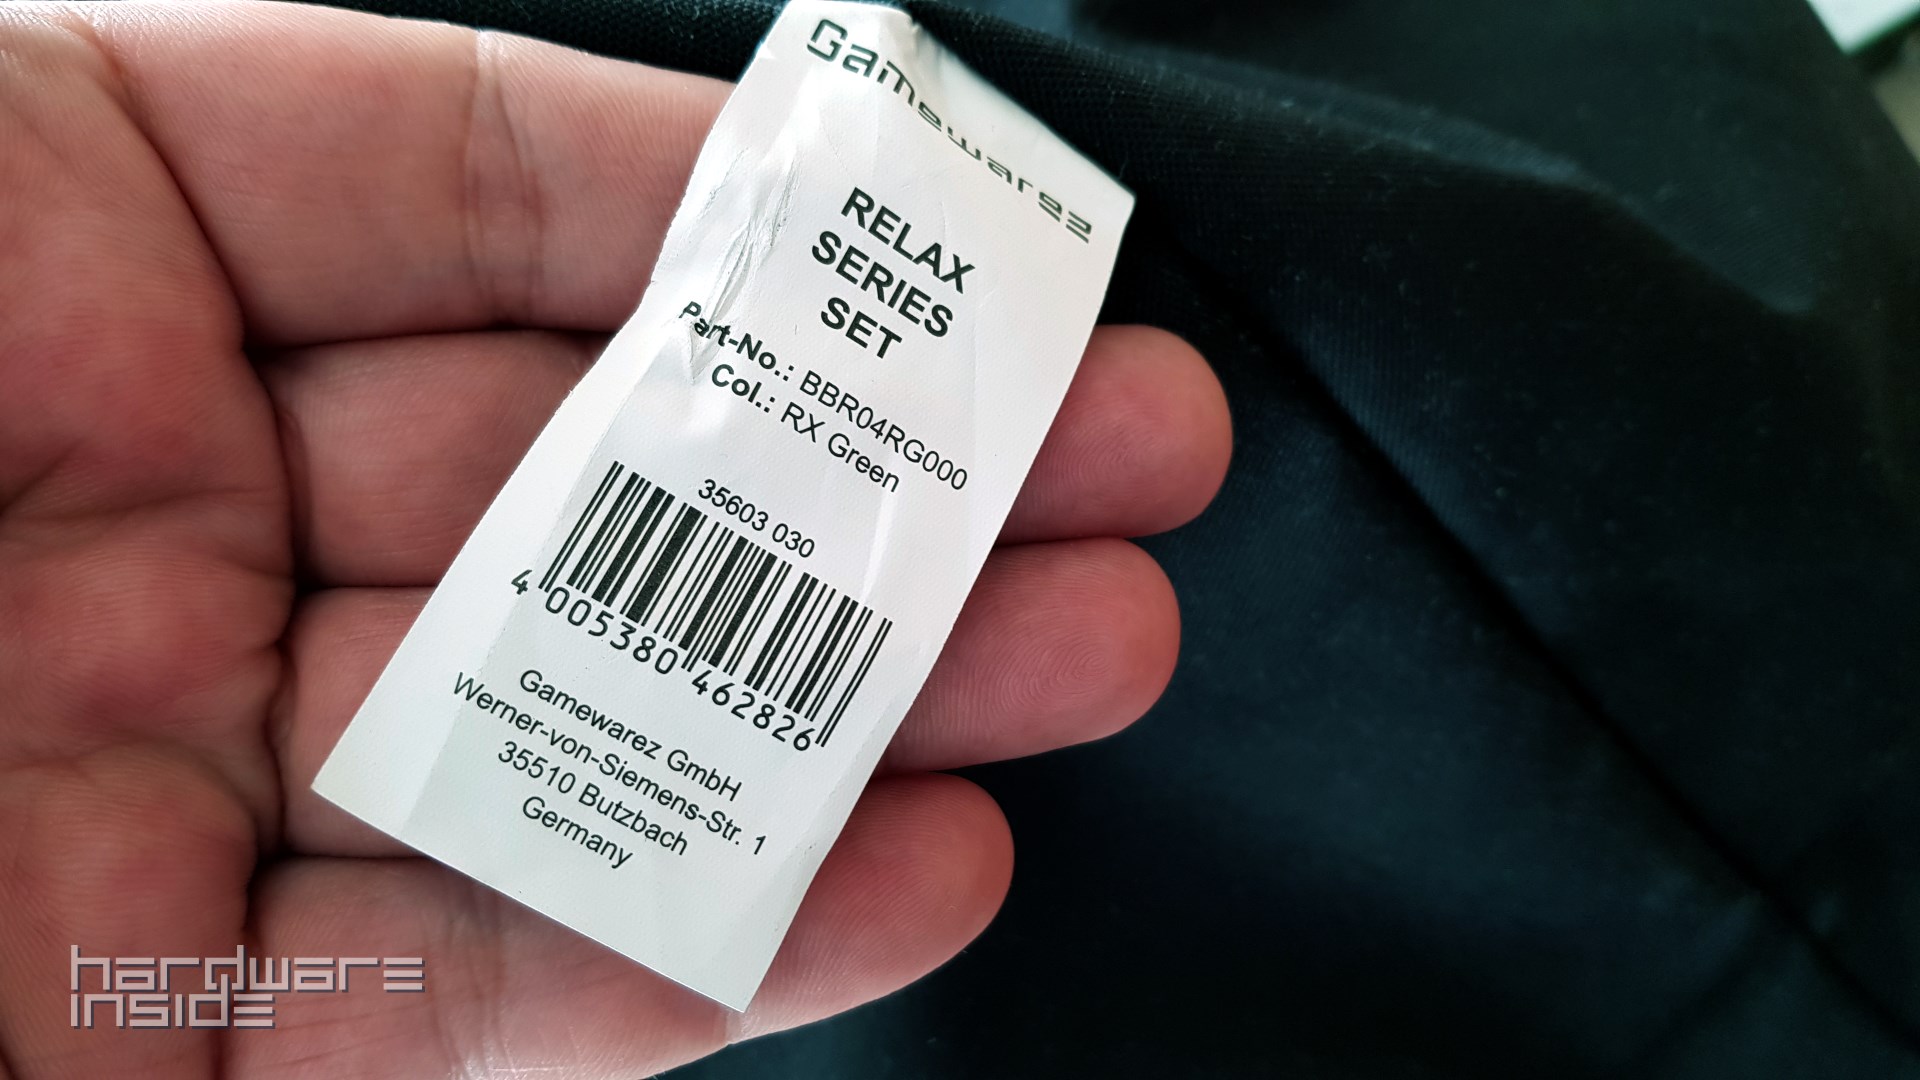 Gamewarez
RELAX
SERIES
SET
Part-No.: BBR04RG000
Col.: RX Green
35603 030
4 005380 462826
Gamewarez GmbH
Werner-von-Siemens-Str. 1
35510 Butzbach
Germany
hardware
inside